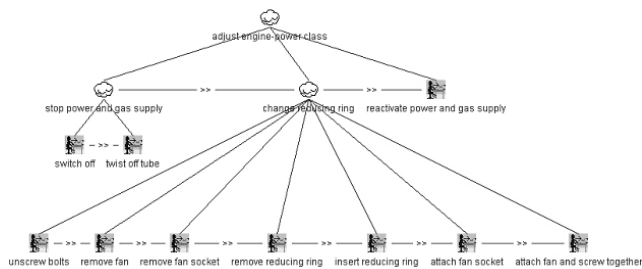 adjust engine-power class
>> >>
stop power and gas supply change reducing ring reactivate power and gas supply
>>
switch off twist off tube
>> >> >> >> >> >>
unscrew bolts remove fan remove fan socket remove reducing ring insert reducing ring attach fan socket attach fan and screw together